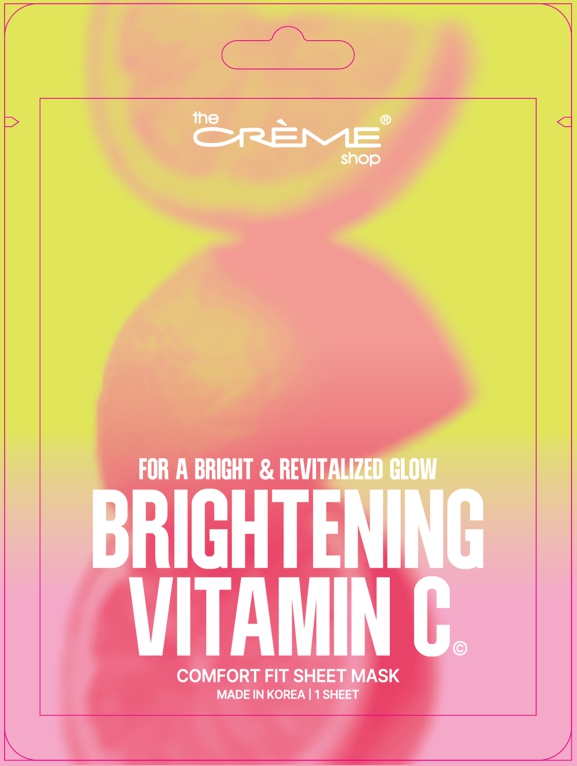 the
CRÈME®
shop
FOR A BRIGHT & REVITALIZED GLOW
BRIGHTENING
VITAMIN C©
COMFORT FIT SHEET MASK
MADE IN KOREA | 1 SHEET